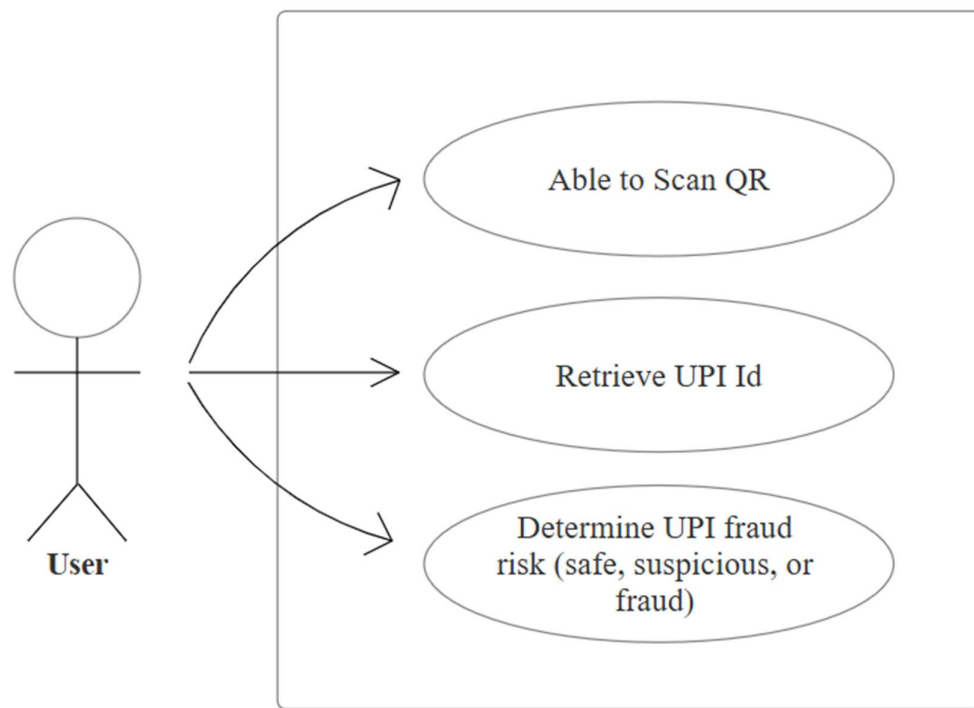 Able to Scan QR
Retrieve UPI Id
Determine UPI fraud
risk (safe, suspicious, or
fraud)
User